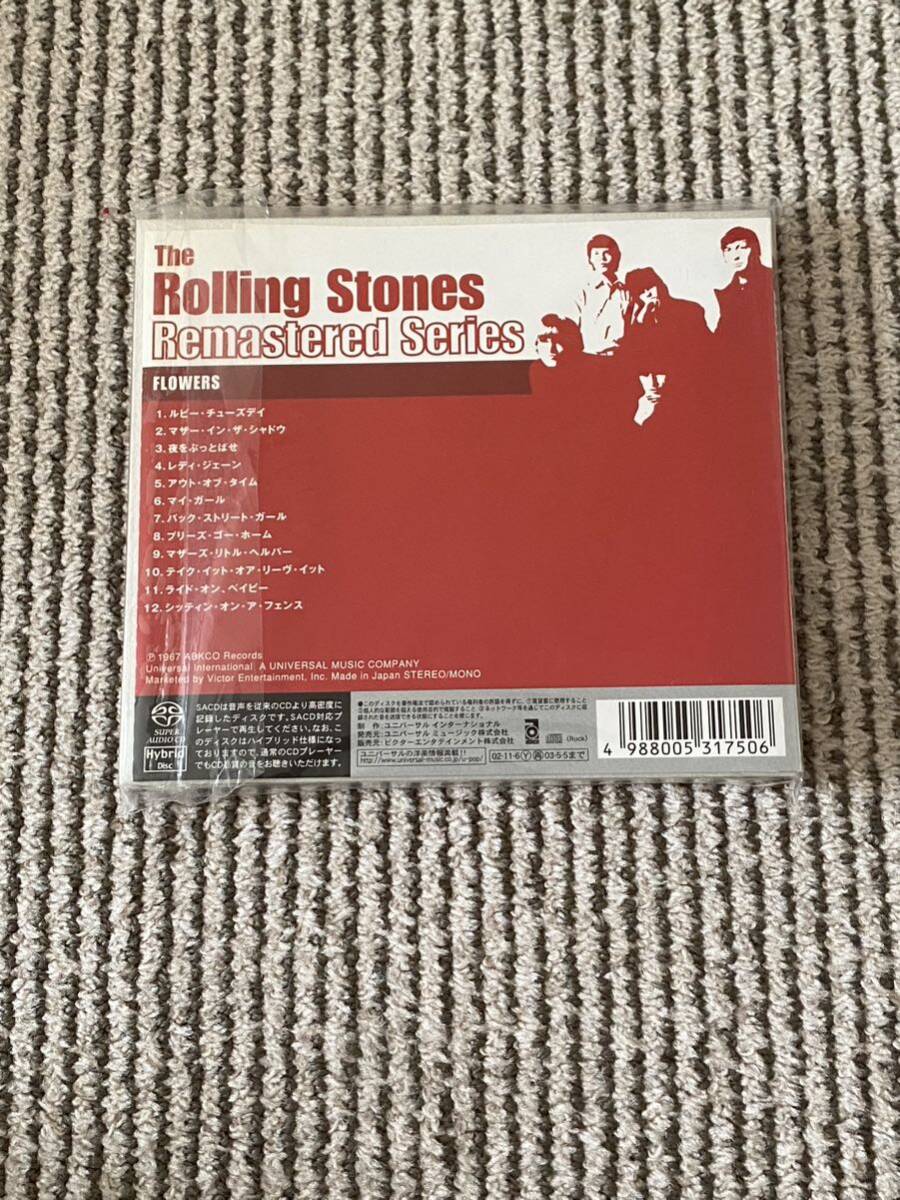 The
Rolling Stones
Remastered Series
FLOWERS
1. ルビー・チューズデイ
2. マザー・イン・ザ・シャドウ
3. 夜をぶっとばせ
4. レディ・ジェーン
5. アウト・オブ・タイム
6. マイ・ガール
7. バック・ストリート・ガール
8. プリーズ・ゴー・ホーム
9. マザーズ・リトル・ヘルパー
10. テイク・イット・オア・リーヴ・イット
11. ライド・オン、ベイビー
12. シッティン・オン・ア・フェンス
Ⓟ 1967 ABKCO Records
Universal International A UNIVERSAL MUSIC COMPANY
Marketed by Victor Entertainment, Inc. Made in Japan STEREO/MONO
SUPER AUDIO CD
Hybrid
Disc
SACDは音声を従来のCDより高密度に
記録したディスクです。SACD対応プ
レーヤーで再生してください。なお、こ
のディスクはハイブリッド仕様になっ
ておりますので、通常のCDプレーヤー
でもCD品質の音をお聴きいただけます。
制作:ユニバーサル インターナショナル
発売元:ユニバーサル ミュージック株式会社
販売元:ビクターエンタテインメント株式会社
(Rock)
ユニバーサルの洋楽情報満載!!
http://www.universal-music.co.jp/u-pop/
02・11・6 Ⓨ 再 03・5・5まで
4 988005 317506